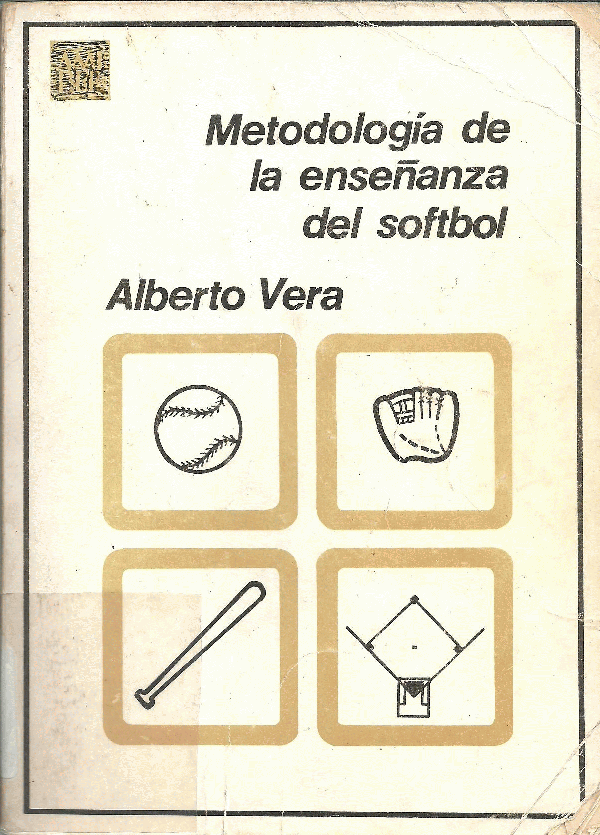 Metodología de
la enseñanza
del softbol
Alberto Vera